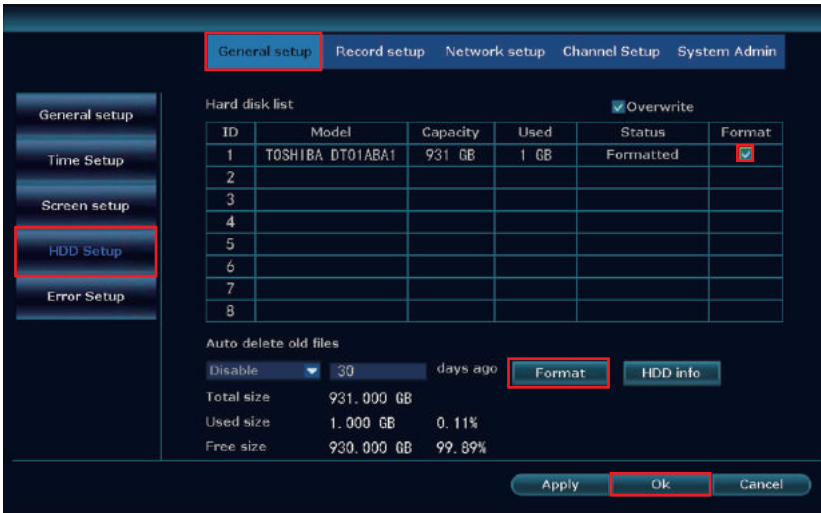 General setup Record setup Network setup Channel Setup System Admin
General setup
Time Setup
Screen setup
HDD Setup
Error Setup
Hard disk list Overwrite
ID Model Capacity Used Status Format
1 TOSHIBA DT01ABA1 931 GB 1 GB Formatted
2
3
4
5
6
7
8
Auto delete old files
Disable 30 days ago Format HDD info
Total size 931.000 GB
Used size 1.000 GB 0.11%
Free size 930.000 GB 99.89%
Apply Ok Cancel